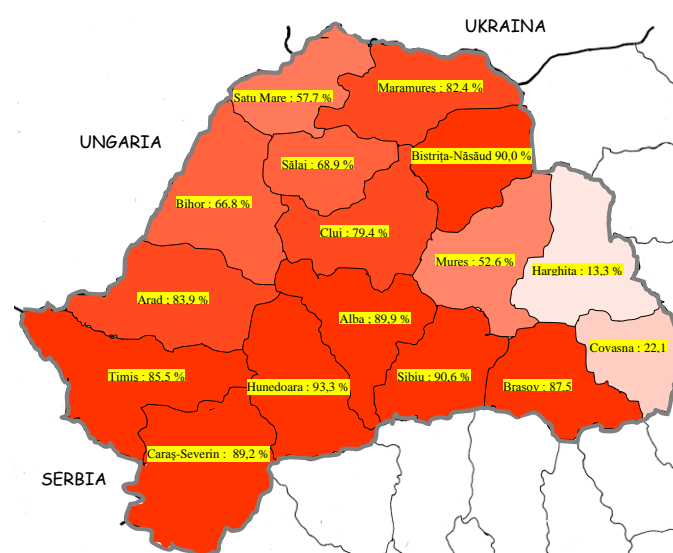 UKRAINA
Maramureș : 82,4 %
Satu Mare : 57.7 %
UNGARIA
Bistrița-Năsăud 90,0 %
Sălaj : 68,9 %
Bihor : 66.8 %
Cluj : 79,4 %
Mureș : 52.6 %
Harghita : 13,3 %
Arad : 83,9 %
Alba ; 89,9 %
Covasna : 22,1
Timiș : 85,5 %
Hunedoara : 93,3 %
Sibiu : 90,6 %
Brașov : 87.5
Caraș-Severin : 89,2 %
SERBIA